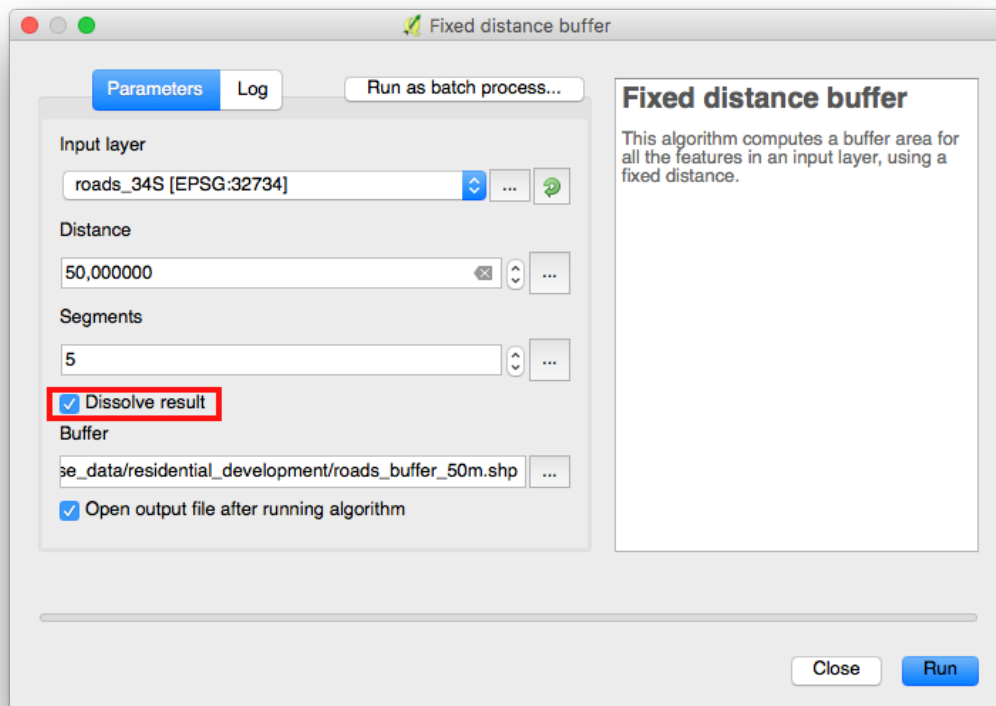 Fixed distance buffer
Parameters
Log
Run as batch process...
Input layer
roads_34S [EPSG:32734]
...
Distance
50,000000
...
Segments
5
...
Dissolve result
Buffer
se_data/residential_development/roads_buffer_50m.shp
...
Open output file after running algorithm
Fixed distance buffer
This algorithm computes a buffer area for
all the features in an input layer, using a
fixed distance.
Close
Run